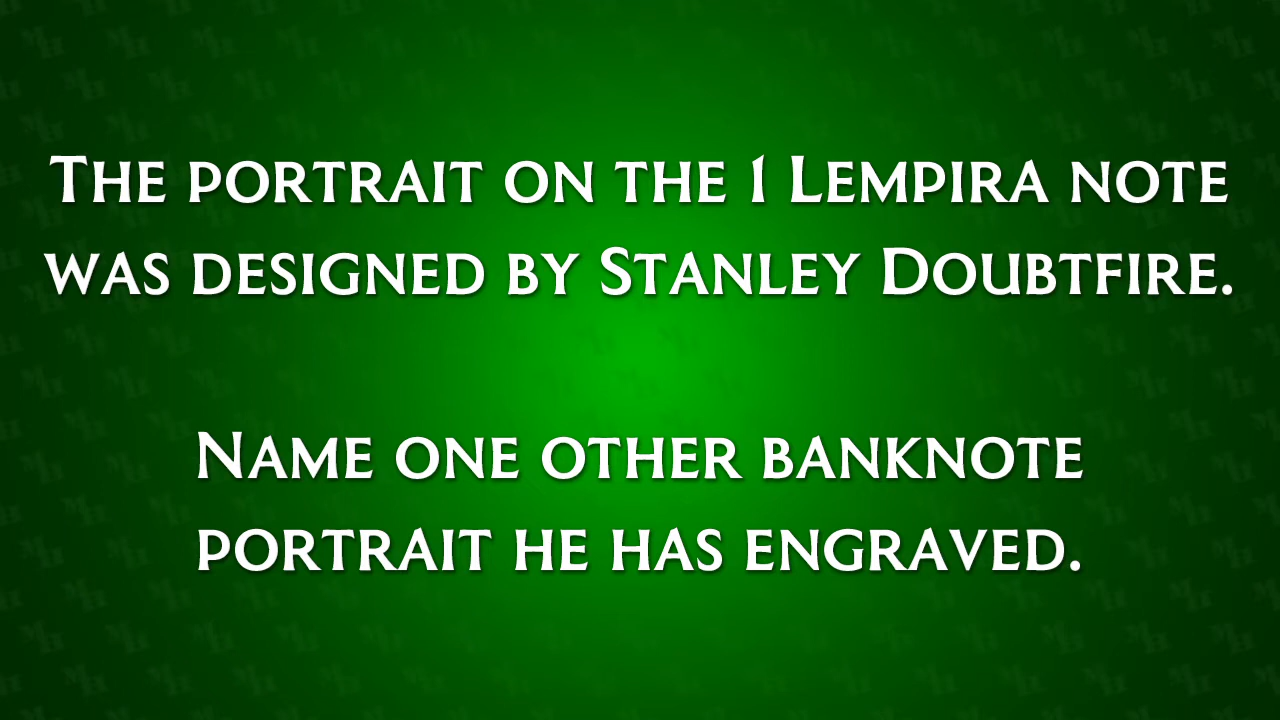 The portrait on the 1 Lempira note
was designed by Stanley Doubtfire.
Name one other banknote
portrait he has engraved.